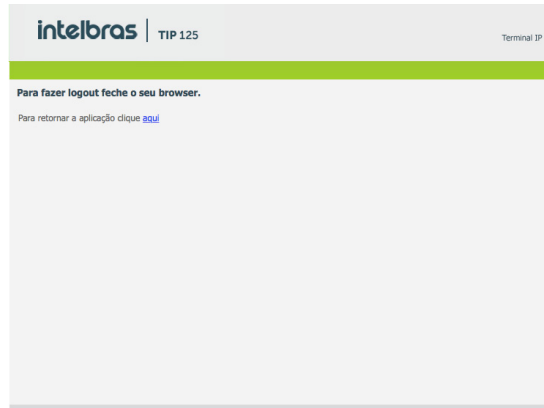 intelbras | TIP 125
Terminal IP
Para fazer logout feche o seu browser.
Para retornar a aplicação clique aqui